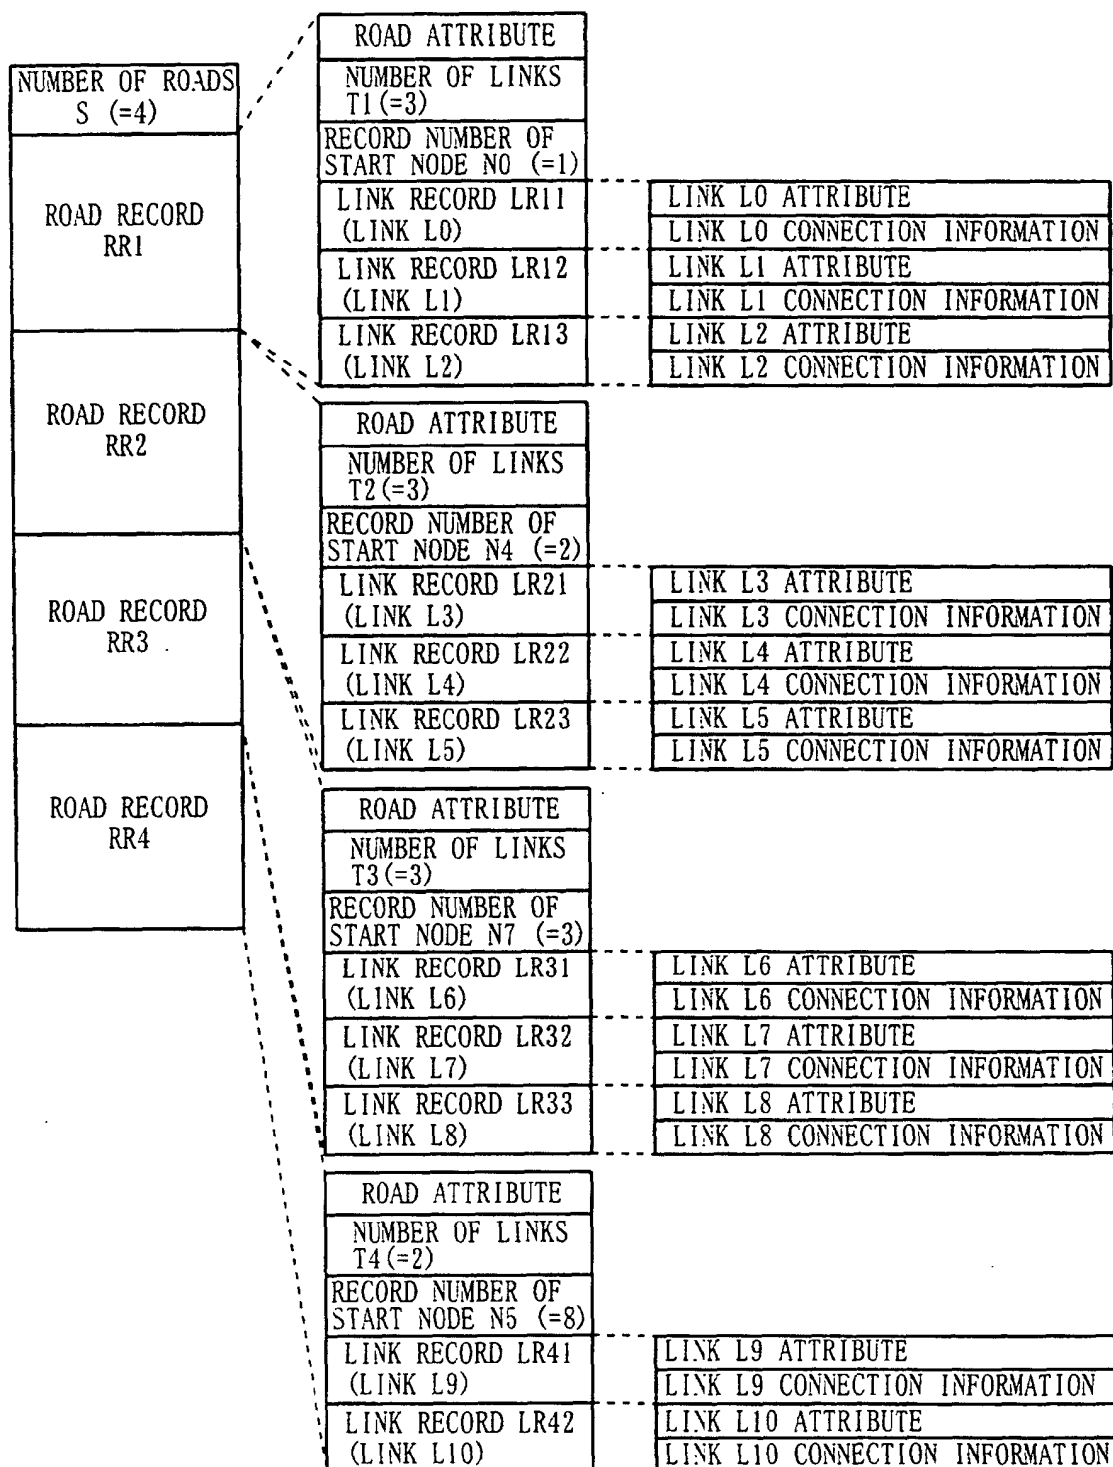 NUMBER OF ROADS
S (=4)
ROAD RECORD
RR1
ROAD RECORD
RR2
ROAD RECORD
RR3
ROAD RECORD
RR4
ROAD ATTRIBUTE
NUMBER OF LINKS
T1(=3)
RECORD NUMBER OF
START NODE N0 (=1)
LINK RECORD LR11
(LINK L0)
LINK RECORD LR12
(LINK L1)
LINK RECORD LR13
(LINK L2)
LINK L0 ATTRIBUTE
LINK L0 CONNECTION INFORMATION
LINK L1 ATTRIBUTE
LINK L1 CONNECTION INFORMATION
LINK L2 ATTRIBUTE
LINK L2 CONNECTION INFORMATION
ROAD ATTRIBUTE
NUMBER OF LINKS
T2(=3)
RECORD NUMBER OF
START NODE N4 (=2)
LINK RECORD LR21
(LINK L3)
LINK RECORD LR22
(LINK L4)
LINK RECORD LR23
(LINK L5)
LINK L3 ATTRIBUTE
LINK L3 CONNECTION INFORMATION
LINK L4 ATTRIBUTE
LINK L4 CONNECTION INFORMATION
LINK L5 ATTRIBUTE
LINK L5 CONNECTION INFORMATION
ROAD ATTRIBUTE
NUMBER OF LINKS
T3(=3)
RECORD NUMBER OF
START NODE N7 (=3)
LINK RECORD LR31
(LINK L6)
LINK RECORD LR32
(LINK L7)
LINK RECORD LR33
(LINK L8)
LINK L6 ATTRIBUTE
LINK L6 CONNECTION INFORMATION
LINK L7 ATTRIBUTE
LINK L7 CONNECTION INFORMATION
LINK L8 ATTRIBUTE
LINK L8 CONNECTION INFORMATION
ROAD ATTRIBUTE
NUMBER OF LINKS
T4(=2)
RECORD NUMBER OF
START NODE N5 (=8)
LINK RECORD LR41
(LINK L9)
LINK RECORD LR42
(LINK L10)
LINK L9 ATTRIBUTE
LINK L9 CONNECTION INFORMATION
LINK L10 ATTRIBUTE
LINK L10 CONNECTION INFORMATION